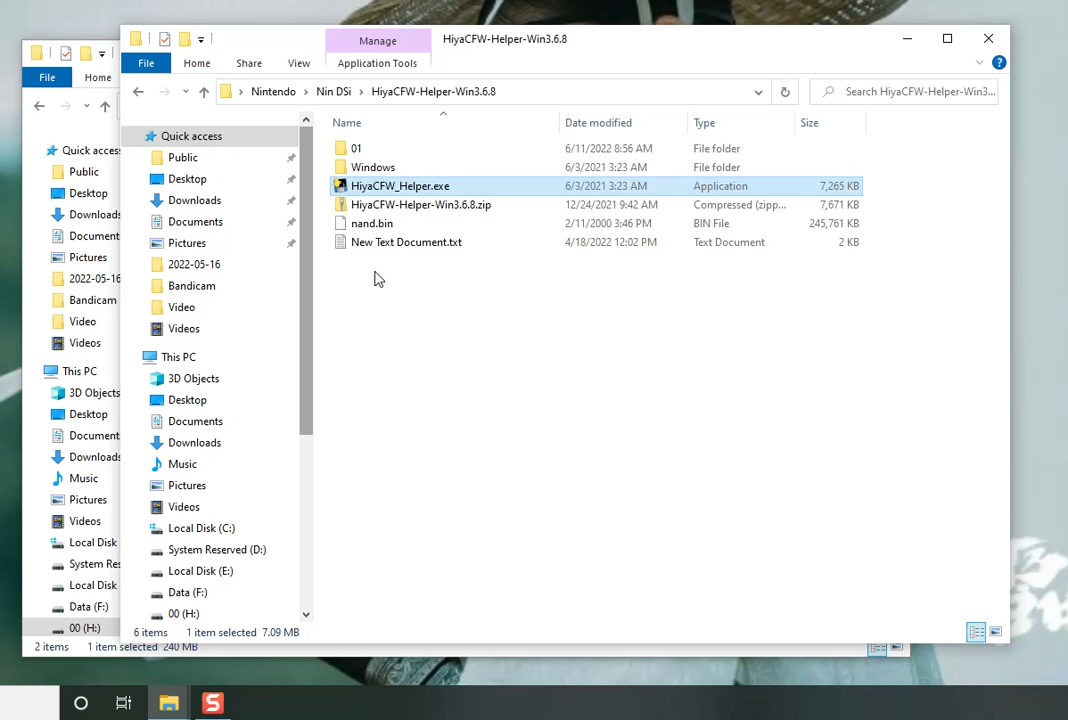 HiyaCFW-Helper-Win3.6.8
Manage
File
Home
Share
View
Application Tools
Nintendo
Nin DSi
HiyaCFW-Helper-Win3.6.8
Search HiyaCFW-Helper-Win3...
Name
Date modified
Type
Size
01
6/11/2022 8:56 AM
File folder
Windows
6/3/2021 3:23 AM
File folder
HiyaCFW_Helper.exe
6/3/2021 3:23 AM
Application
7,265 KB
HiyaCFW-Helper-Win3.6.8.zip
12/24/2021 9:42 AM
Compressed (zipp...
7,671 KB
nand.bin
2/11/2000 3:46 PM
BIN File
245,761 KB
New Text Document.txt
4/18/2022 12:02 PM
Text Document
2 KB
Quick access
Public
Desktop
Downloads
Documents
Pictures
2022-05-16
Bandicam
Video
Videos
This PC
3D Objects
Desktop
Documents
Downloads
Music
Pictures
Videos
Local Disk (C:)
System Reserved (D:)
Local Disk (E:)
Data (F:)
00 (H:)
6 items
1 item selected 7.09 MB
File
Home
Quick access
Public
Desktop
Downloads
Document
Pictures
2022-05-16
Bandicam
Video
Videos
This PC
3D Objects
Desktop
Document
Downloads
Music
Pictures
Videos
Local Disk
System Res
Local Disk
Data (F:)
00 (H:)
2 items
1 item selected 240 MB